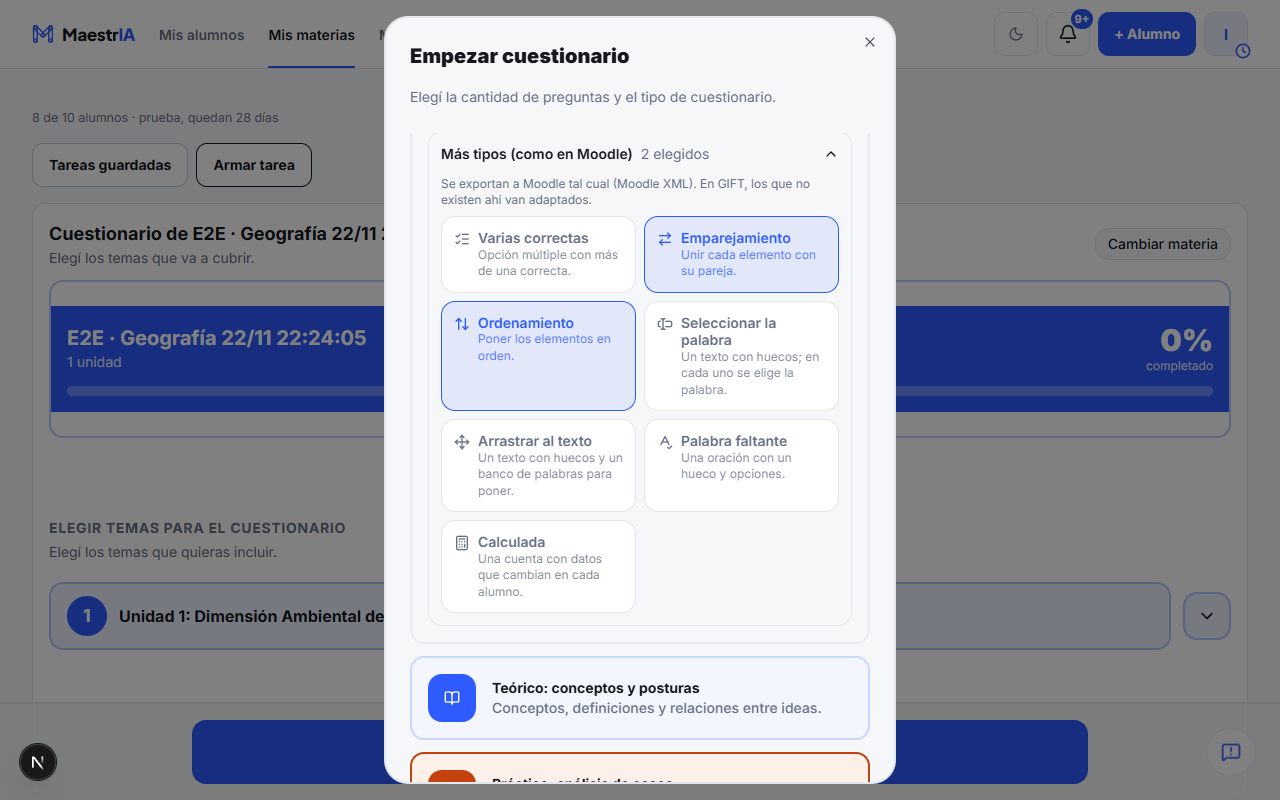 MaestrIA
Mis alumnos
Mis materias
9+
+ Alumno
I
8 de 10 alumnos · prueba, quedan 28 días
Tareas guardadas
Armar tarea
Cuestionario de E2E · Geografía 22/11
Elegí los temas que va a cubrir.
Cambiar materia
E2E · Geografía 22/11 22:24:05
1 unidad
0%
completado
ELEGIR TEMAS PARA EL CUESTIONARIO
Elegí los temas que quieras incluir.
1
Unidad 1: Dimensión Ambiental de
N
Empezar cuestionario
Elegí la cantidad de preguntas y el tipo de cuestionario.
Más tipos (como en Moodle) 2 elegidos
Se exportan a Moodle tal cual (Moodle XML). En GIFT, los que no
existen ahí van adaptados.
Varias correctas
Opción múltiple con más
de una correcta.
Emparejamiento
Unir cada elemento con
su pareja.
Ordenamiento
Poner los elementos en
orden.
Seleccionar la
palabra
Un texto con huecos; en
cada uno se elige la
palabra.
Arrastrar al texto
Un texto con huecos y un
banco de palabras para
poner.
Palabra faltante
Una oración con un
hueco y opciones.
Calculada
Una cuenta con datos
que cambian en cada
alumno.
Teórico: conceptos y posturas
Conceptos, definiciones y relaciones entre ideas.